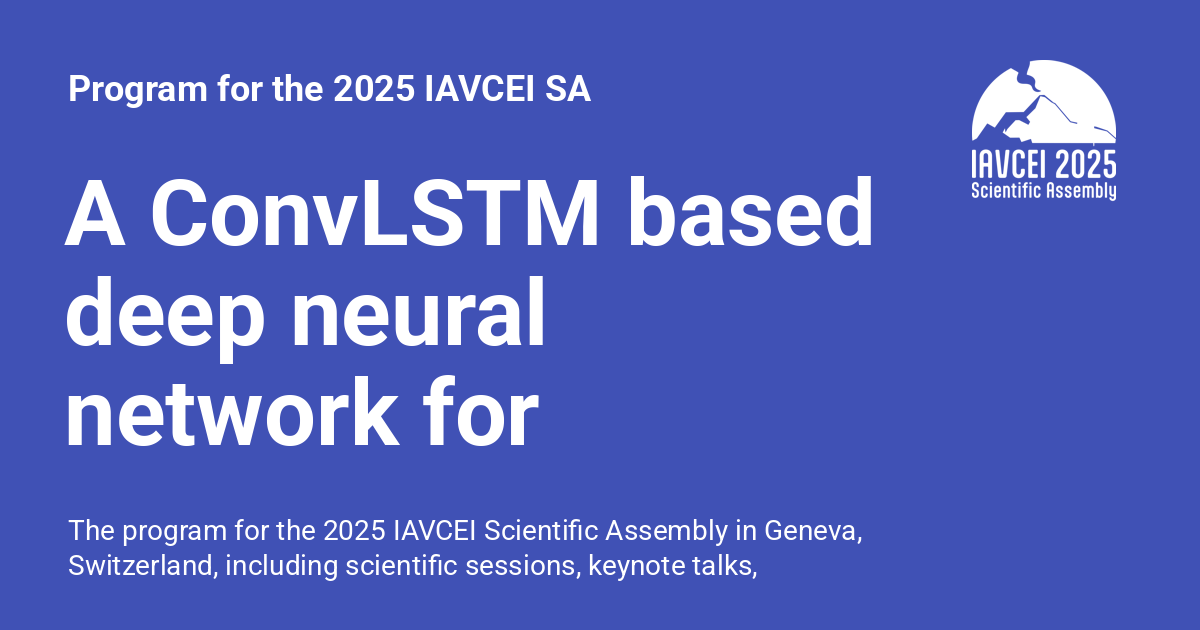 Program for the 2025 IAVCEI SA
IAVCEI 2025
Scientific Assembly
A ConvLSTM based
deep neural
network for
The program for the 2025 IAVCEI Scientific Assembly in Geneva,
Switzerland, including scientific sessions, keynote talks,